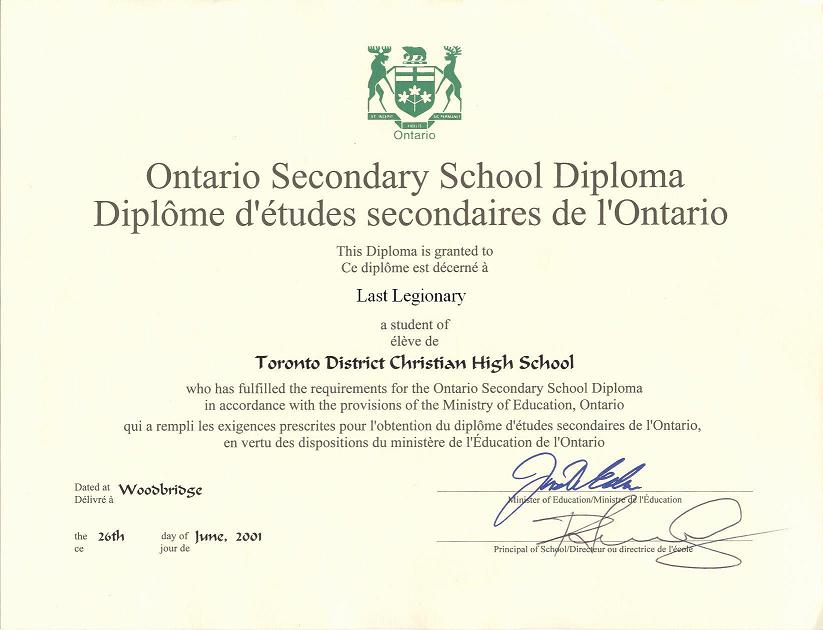 Ontario
Ontario Secondary School Diploma
Diplôme d'études secondaires de l'Ontario
This Diploma is granted to
Ce diplôme est décerné à
Last Legionary
a student of
élève de
Toronto District Christian High School
who has fulfilled the requirements for the Ontario Secondary School Diploma
in accordance with the provisions of the Ministry of Education, Ontario
qui a rempli les exigences prescrites pour l'obtention du diplôme d'études secondaires de l'Ontario,
en vertu des dispositions du ministère de l'Éducation de l'Ontario
Dated at Woodbridge
Délivré à
Minister of Education/Ministre de l'Éducation
the 26th day of June, 2001
ce jour de
Principal of School/Directeur ou directrice de l'école